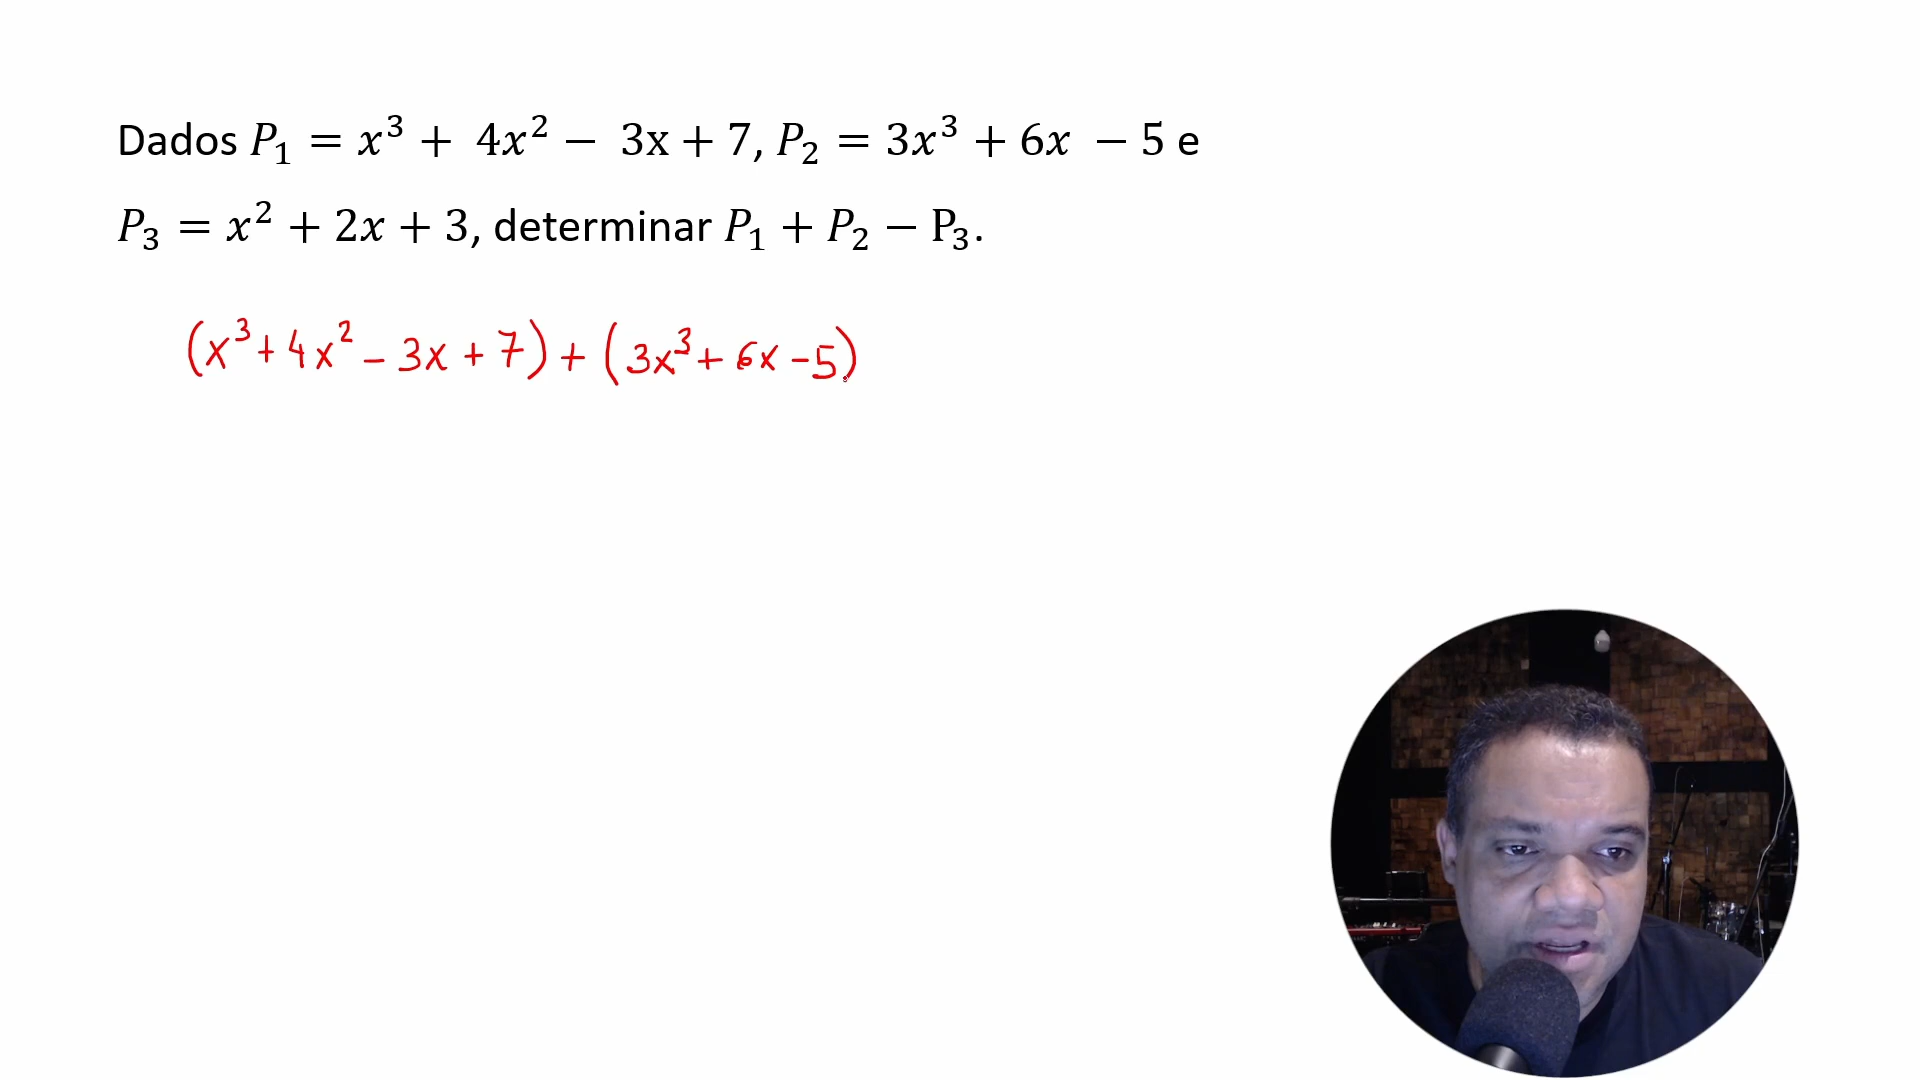 Dados P₁ = x³ + 4x² − 3x + 7, P₂ = 3x³ + 6x − 5 e
P₃ = x² + 2x + 3, determinar P₁ + P₂ − P₃.
(x³ + 4x² − 3x + 7) + (3x³ + 6x − 5)